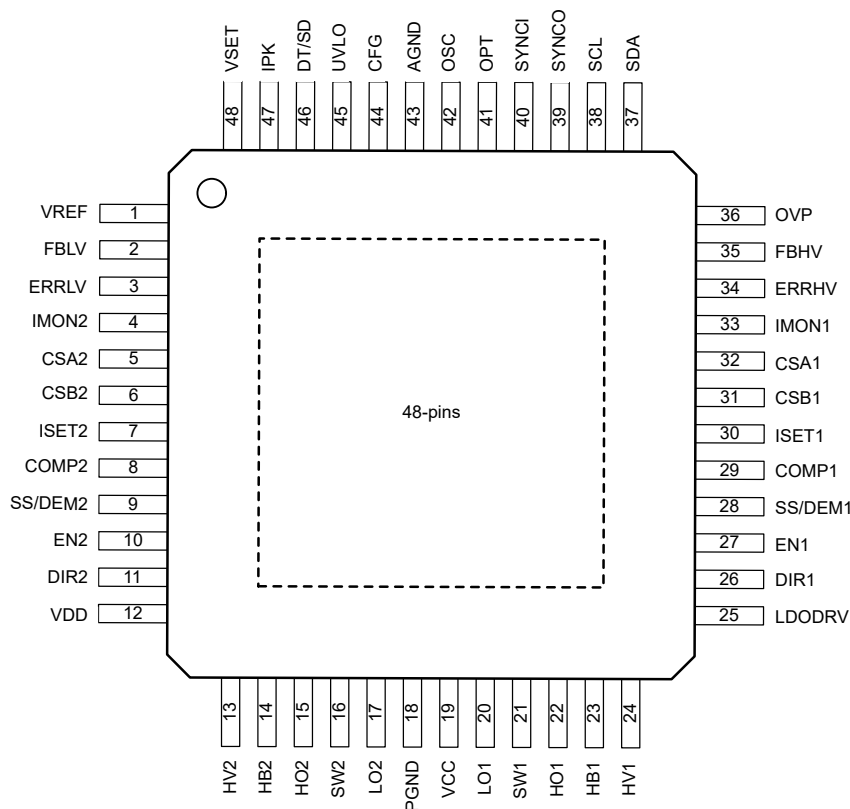 VSET
IPK
DT/SD
UVLO
CFG
AGND
OSC
OPT
SYNCI
SYNCO
SCL
SDA
48
47
46
45
44
43
42
41
40
39
38
37
VREF 1
FBLV 2
ERRLV 3
IMON2 4
CSA2 5
CSB2 6
ISET2 7
COMP2 8
SS/DEM2 9
EN2 10
DIR2 11
VDD 12
48-pins
36 OVP
35 FBHV
34 ERRHV
33 IMON1
32 CSA1
31 CSB1
30 ISET1
29 COMP1
28 SS/DEM1
27 EN1
26 DIR1
25 LDODRV
13
14
15
16
17
18
19
20
21
22
23
24
HV2
HB2
HO2
SW2
LO2
PGND
VCC
LO1
SW1
HO1
HB1
HV1